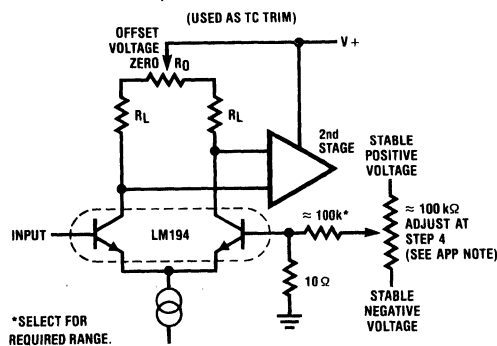 (USED AS TC TRIM)
OFFSET
VOLTAGE
ZERO
RO
V+
RL
RL
2nd
STAGE
STABLE
POSITIVE
VOLTAGE
≈ 100k*
≈ 100 kΩ
ADJUST AT
STEP 4
(SEE APP NOTE)
INPUT
LM194
10 Ω
STABLE
NEGATIVE
VOLTAGE
*SELECT FOR
REQUIRED RANGE.